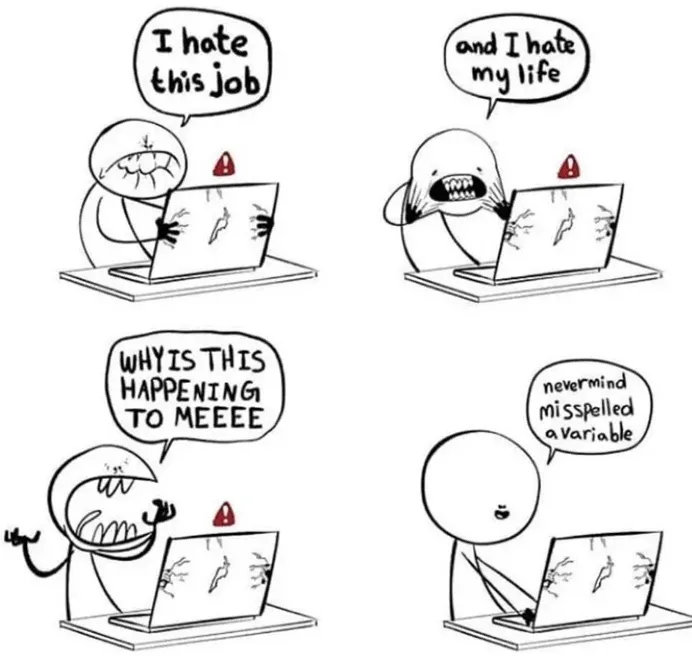 I hate
this job
and I hate
my life
WHY IS THIS
HAPPENING
TO MEEEE
nevermind
misspelled
a variable